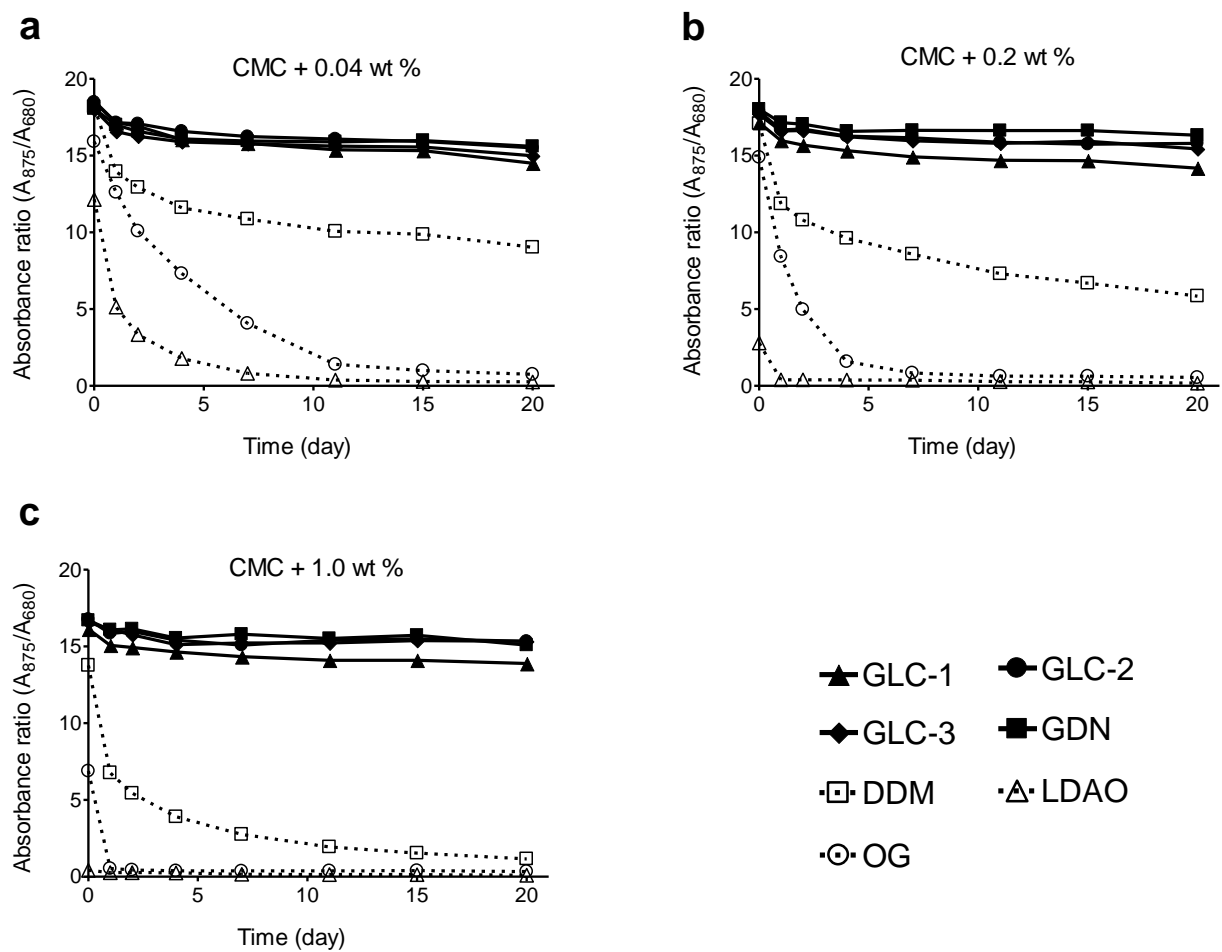 a
CMC + 0.04 wt %
Absorbance ratio (A875/A680)
20
15
10
5
0
0 5 10 15 20
Time (day)
b
CMC + 0.2 wt %
Absorbance ratio (A875/A680)
20
15
10
5
0
0 5 10 15 20
Time (day)
c
CMC + 1.0 wt %
Absorbance ratio (A875/A680)
20
15
10
5
0
0 5 10 15 20
Time (day)
GLC-1 GLC-2
GLC-3 GDN
DDM LDAO
OG